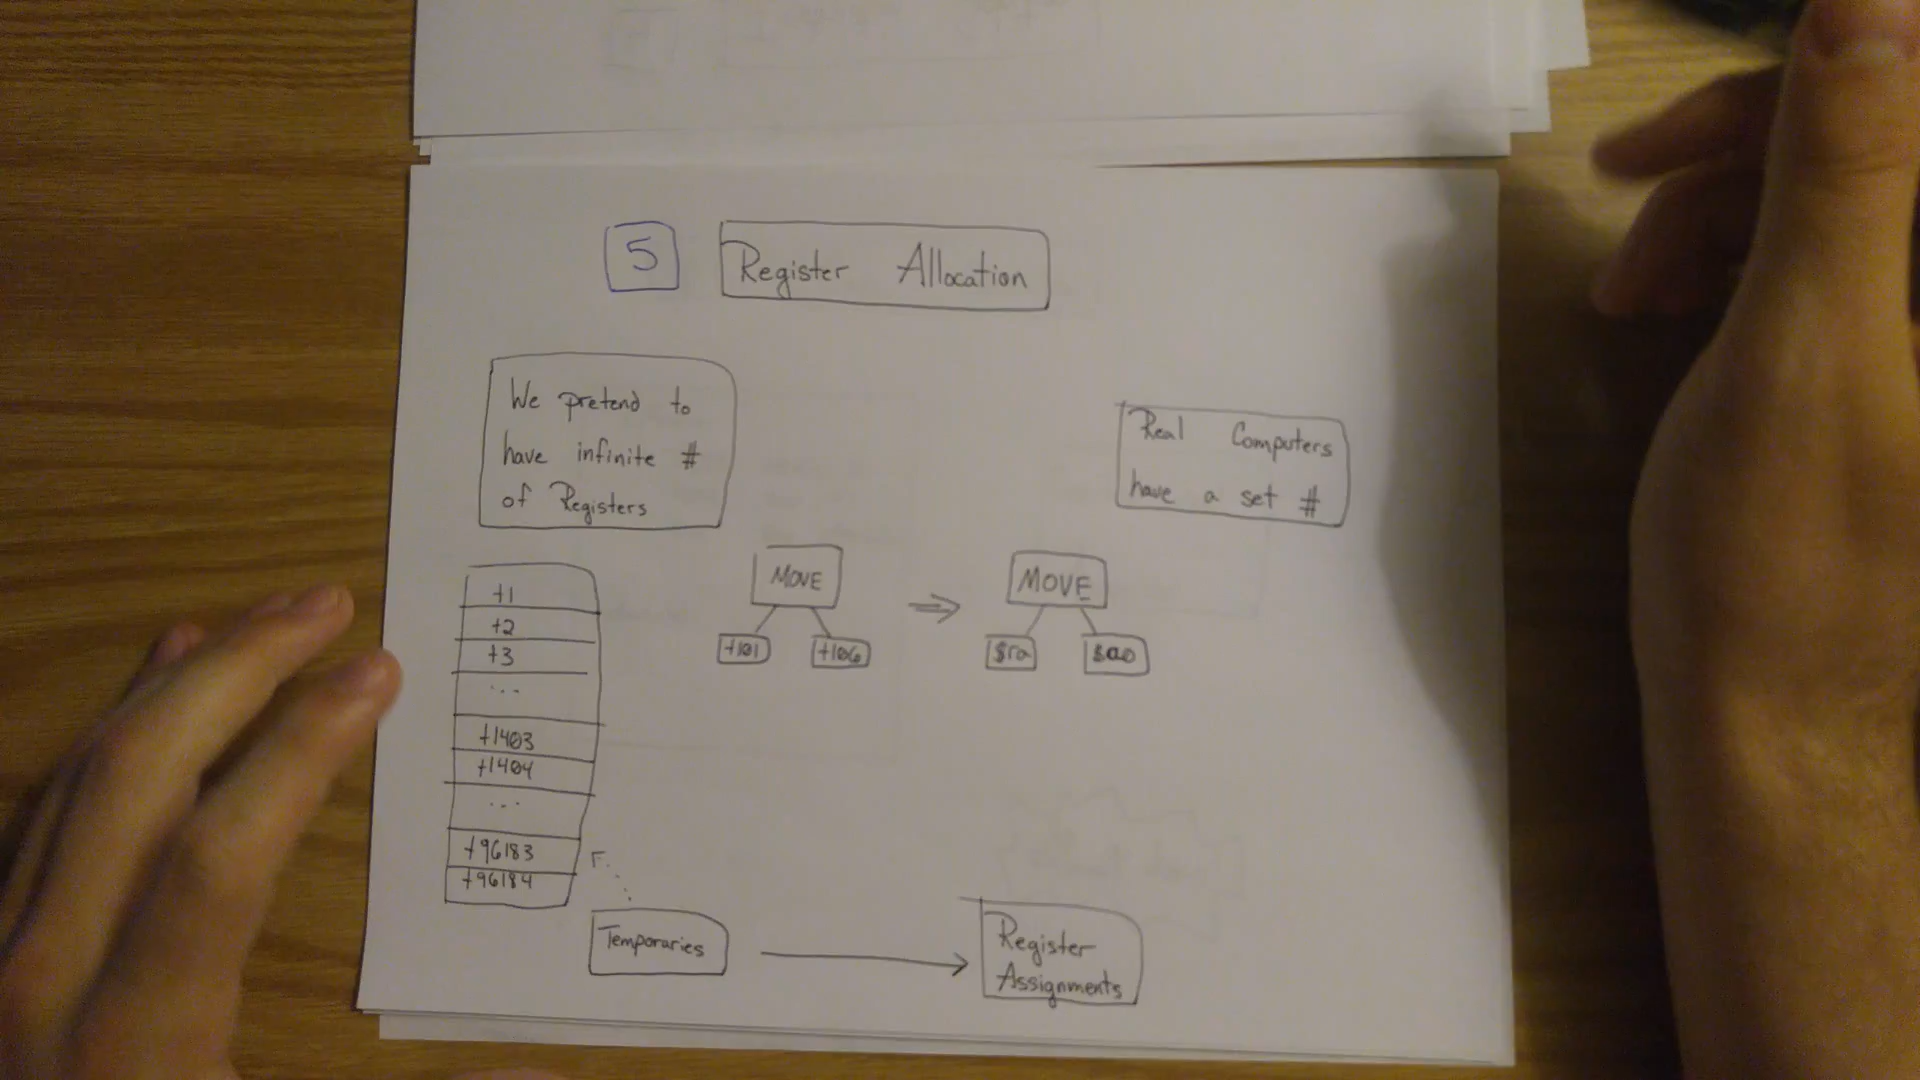 5
Register Allocation
We pretend to
have infinite #
of Registers
Real Computers
have a set #
t1
t2
t3
...
t1403
t1404
...
t96183
t96184
MOVE
t101 t106
⇒
MOVE
$ra $a0
Temporaries
Register
Assignments